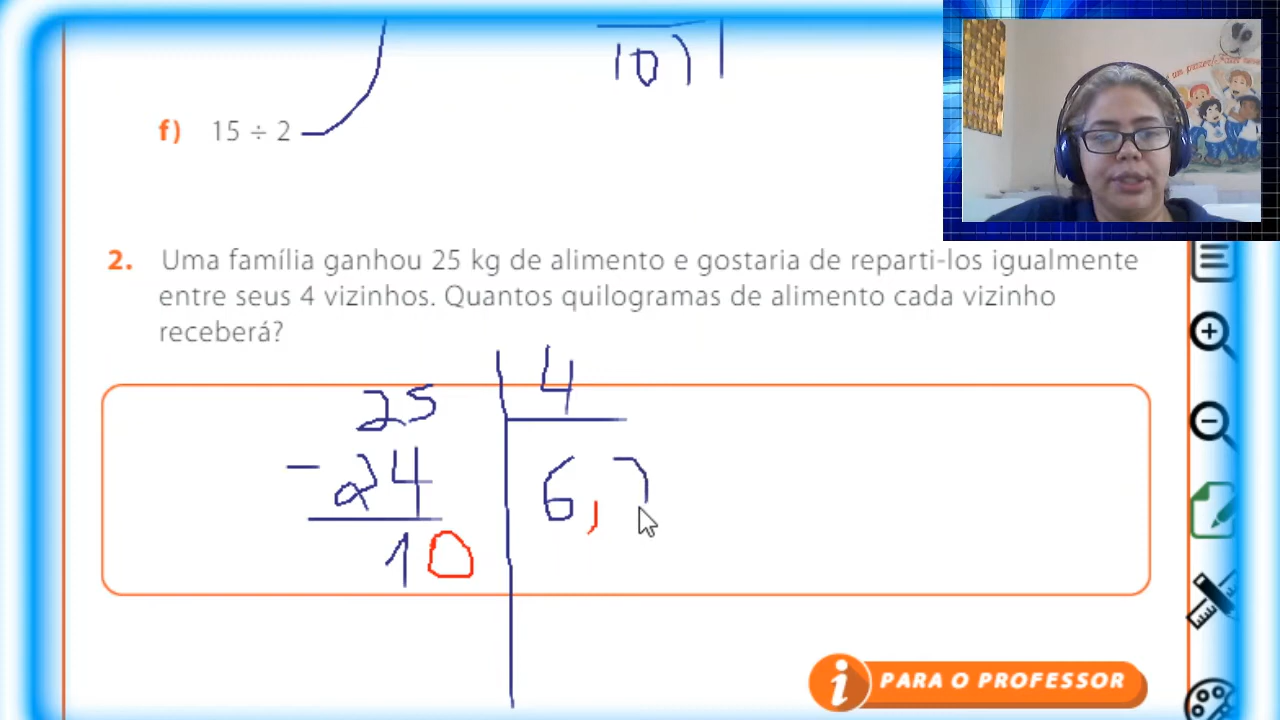 10)
f) 15 ÷ 2
2. Uma família ganhou 25 kg de alimento e gostaria de reparti-los igualmente
entre seus 4 vizinhos. Quantos quilogramas de alimento cada vizinho
receberá?
25 4
- 24 6,
10
i PARA O PROFESSOR